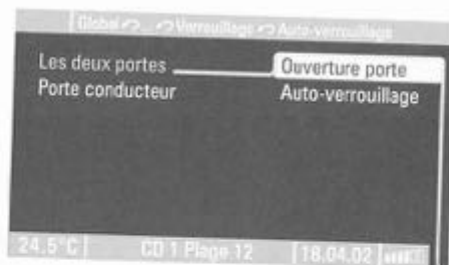 Global ... Verrouillage Auto-verrouillage
Les deux portes Ouverture porte
Porte conducteur Auto-verrouillage
24.5°C CD 1 Plage 12 18.04.02